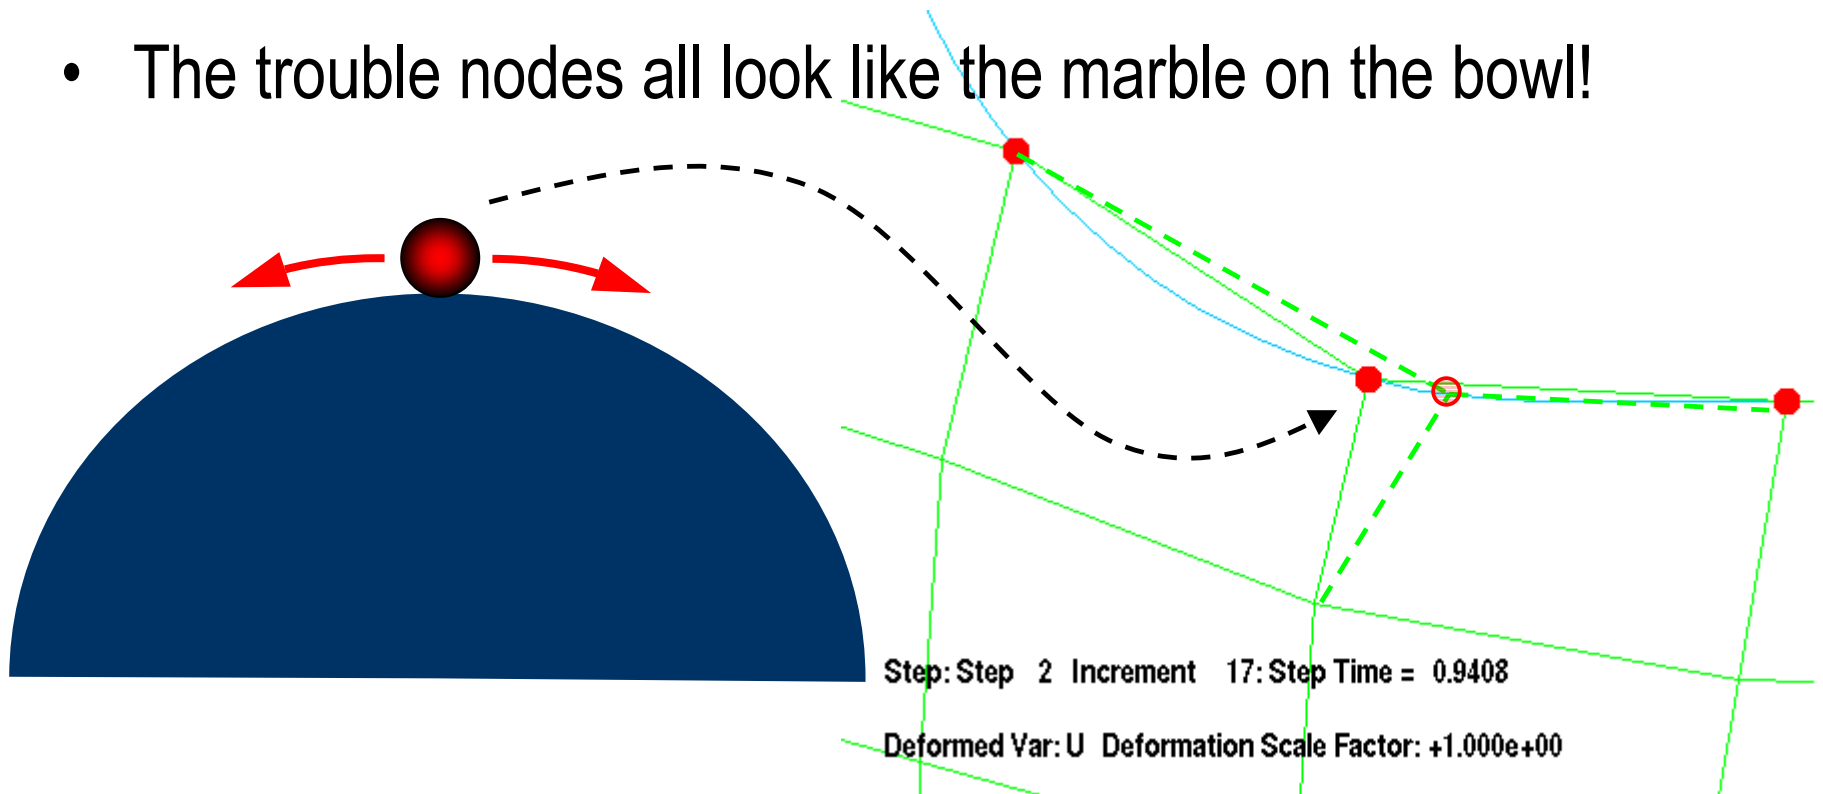 • The trouble nodes all look like the marble on the bowl!
Step: Step 2 Increment 17: Step Time = 0.9408
Deformed Var: U Deformation Scale Factor: +1.000e+00